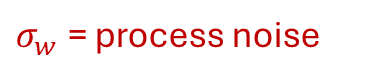 σ_w = process noise